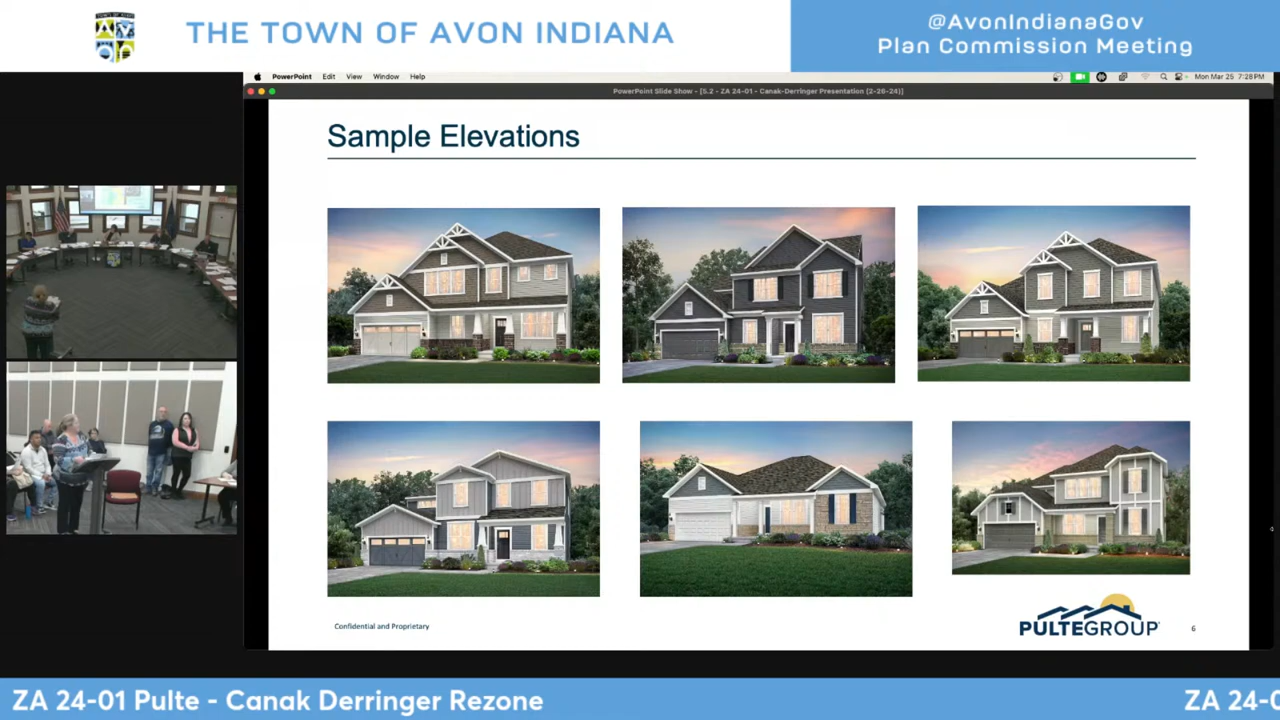 THE TOWN OF AVON INDIANA
@AvonIndianaGov
Plan Commission Meeting
PowerPoint Edit View Window Help
Mon Mar 25 7:28 PM
PowerPoint Slide Show - [5.2 - ZA 24-01 - Canak-Derringer Presentation (2-26-24)]
Sample Elevations
Confidential and Proprietary
PULTEGROUP
6
ZA 24-01 Pulte - Canak Derringer Rezone
ZA 24-0